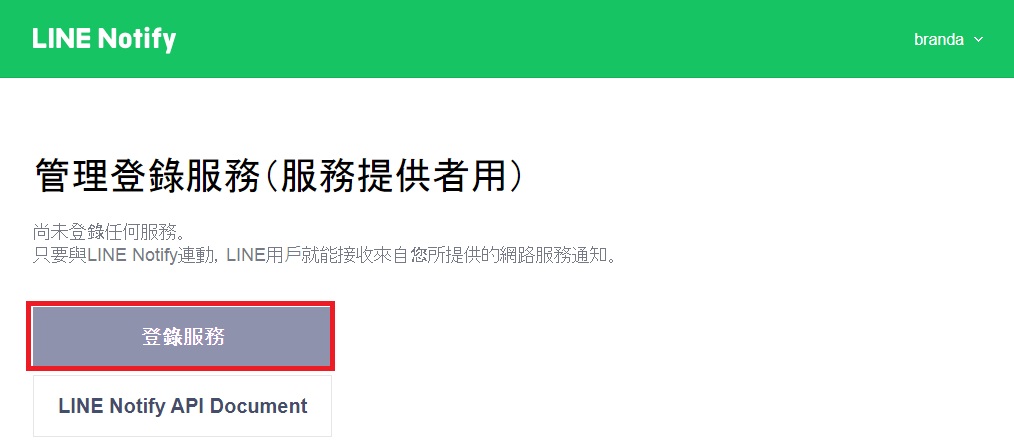 LINE Notify
branda
管理登錄服務(服務提供者用)
尚未登錄任何服務。
只要與LINE Notify連動, LINE用戶就能接收來自您所提供的網路服務通知。
登錄服務
LINE Notify API Document